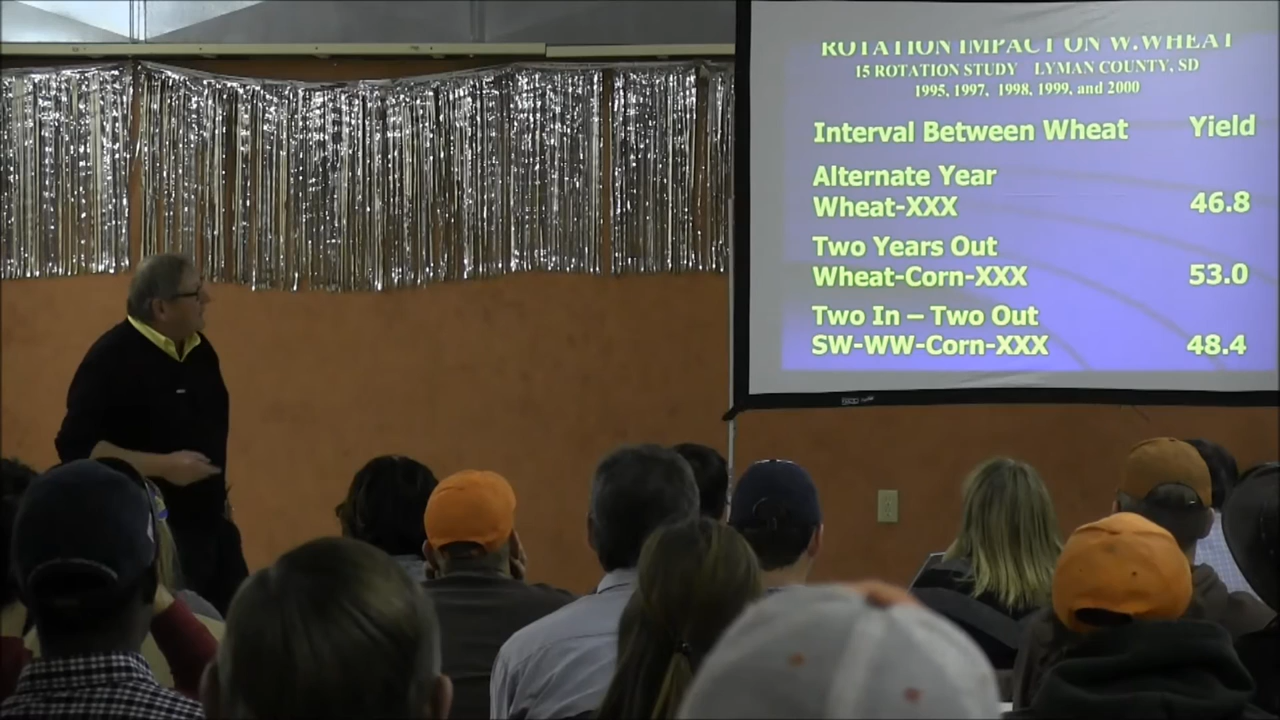 ROTATION IMPACT ON W.WHEAT
15 ROTATION STUDY LYMAN COUNTY, SD
1995, 1997, 1998, 1999, and 2000
Interval Between Wheat Yield
Alternate Year
Wheat-XXX 46.8
Two Years Out
Wheat-Corn-XXX 53.0
Two In – Two Out
SW-WW-Corn-XXX 48.4